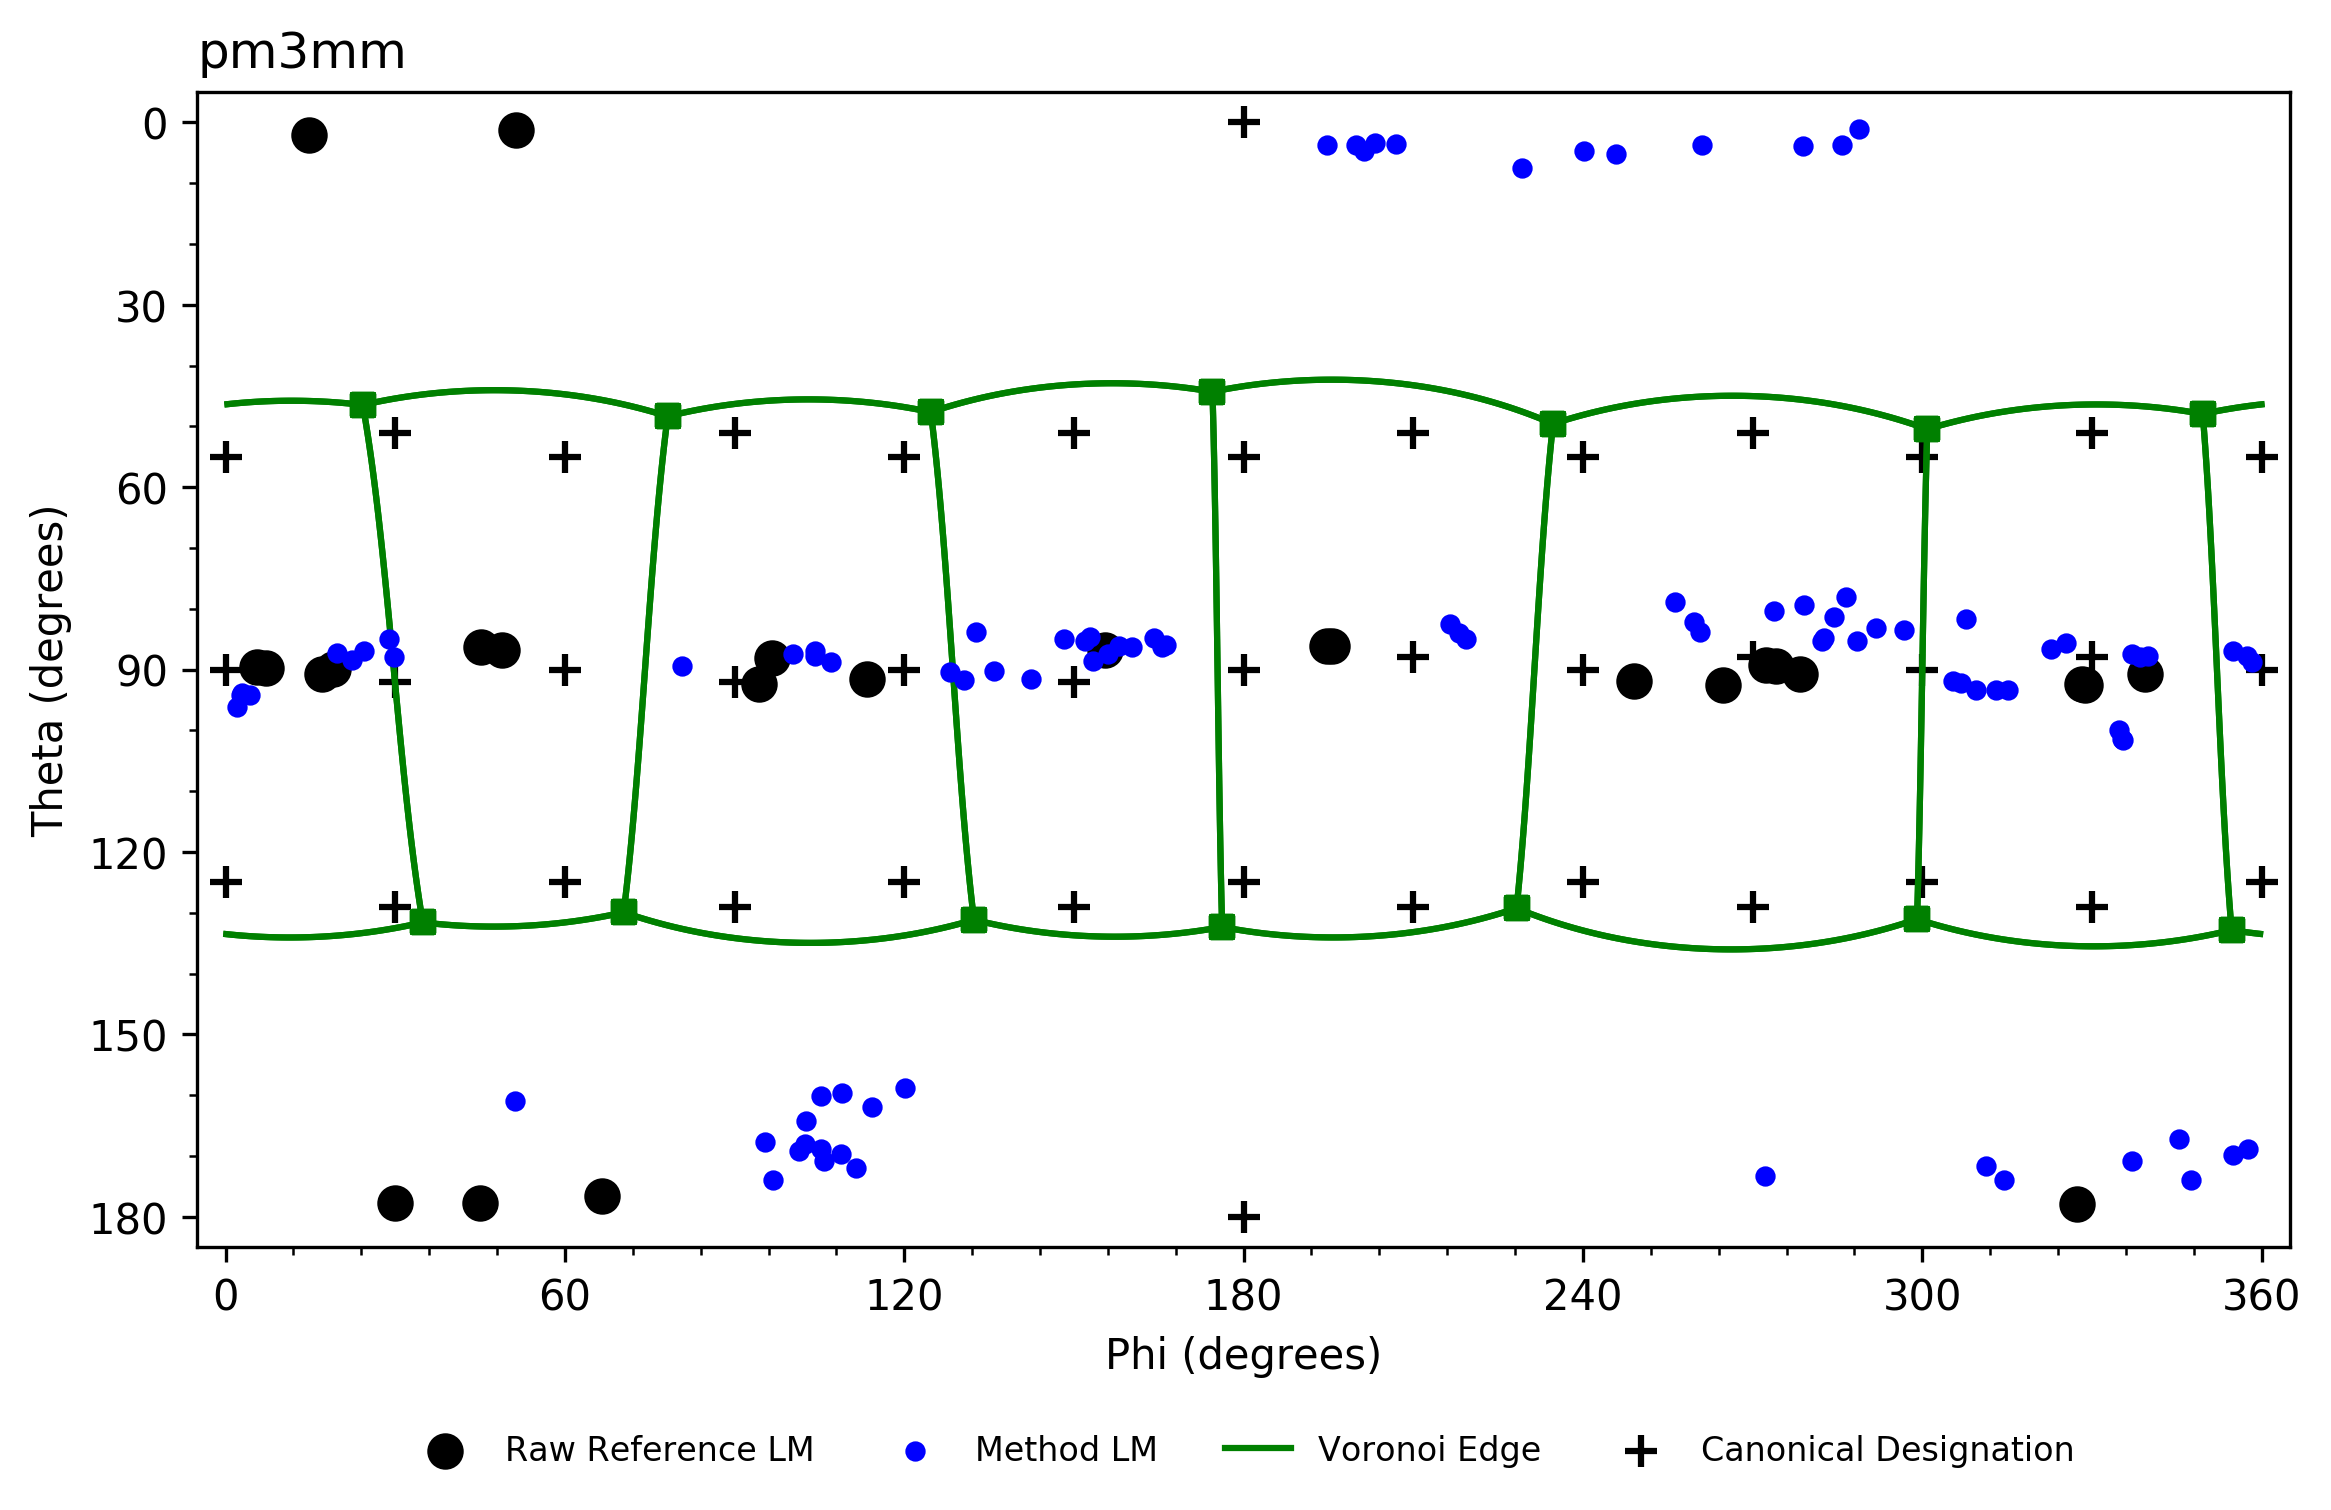 pm3mm
0
30
60
90
120
150
180
Theta (degrees)
0 60 120 180 240 300 360
Phi (degrees)
Raw Reference LM Method LM Voronoi Edge Canonical Designation